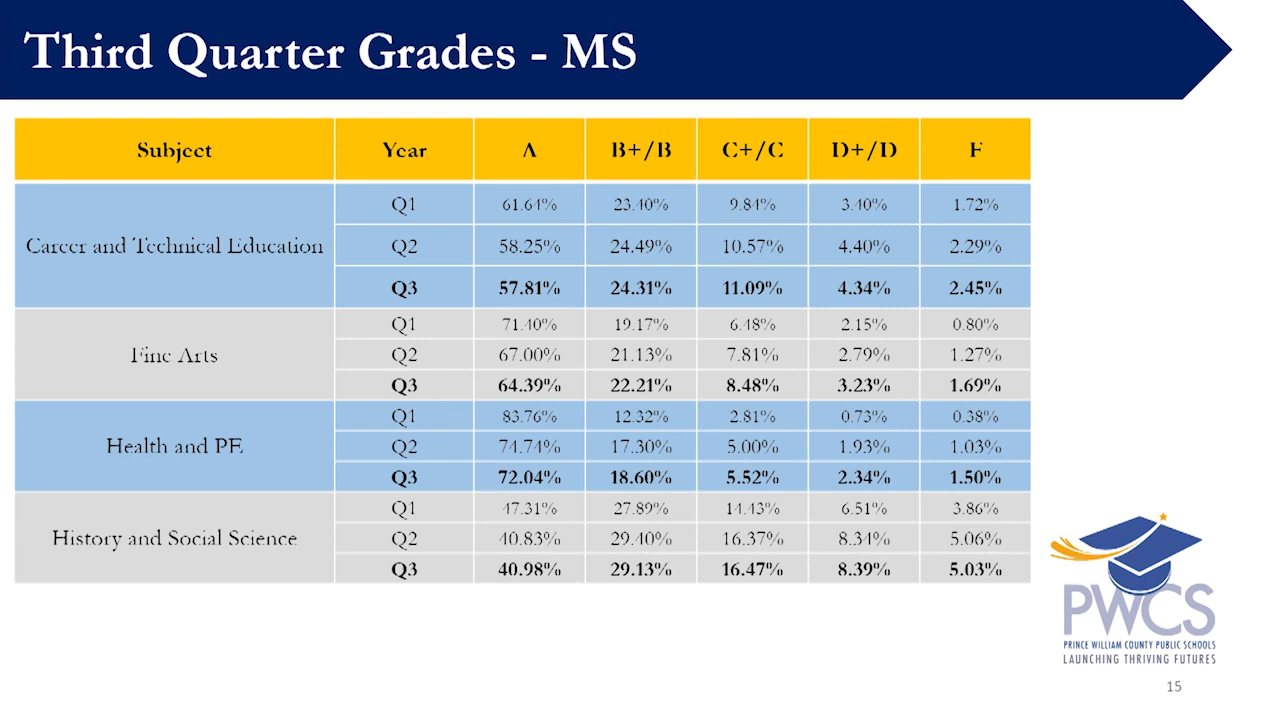 Third Quarter Grades - MS
Subject Year A B+/B C+/C D+/D F
Career and Technical Education
Q1 61.64% 23.40% 9.84% 3.40% 1.72%
Q2 58.25% 24.49% 10.57% 4.40% 2.29%
Q3 57.81% 24.31% 11.09% 4.34% 2.45%
Fine Arts
Q1 71.40% 19.17% 6.48% 2.15% 0.80%
Q2 67.00% 21.13% 7.81% 2.79% 1.27%
Q3 64.39% 22.21% 8.48% 3.23% 1.69%
Health and PE
Q1 83.76% 12.32% 2.81% 0.73% 0.38%
Q2 74.74% 17.30% 5.00% 1.93% 1.03%
Q3 72.04% 18.60% 5.52% 2.34% 1.50%
History and Social Science
Q1 47.31% 27.89% 14.43% 6.51% 3.86%
Q2 40.83% 29.40% 16.37% 8.34% 5.06%
Q3 40.98% 29.13% 16.47% 8.39% 5.03%
PWCS
PRINCE WILLIAM COUNTY PUBLIC SCHOOLS
LAUNCHING THRIVING FUTURES
15